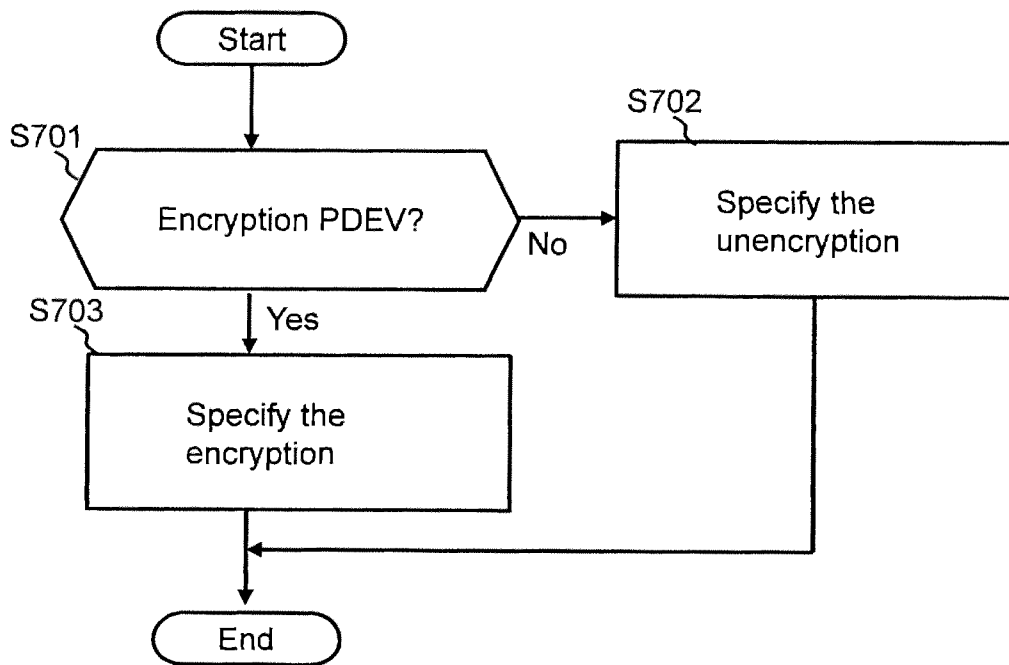 Start
S701
Encryption PDEV?
No
S702
Specify the
unencryption
Yes
S703
Specify the
encryption
End